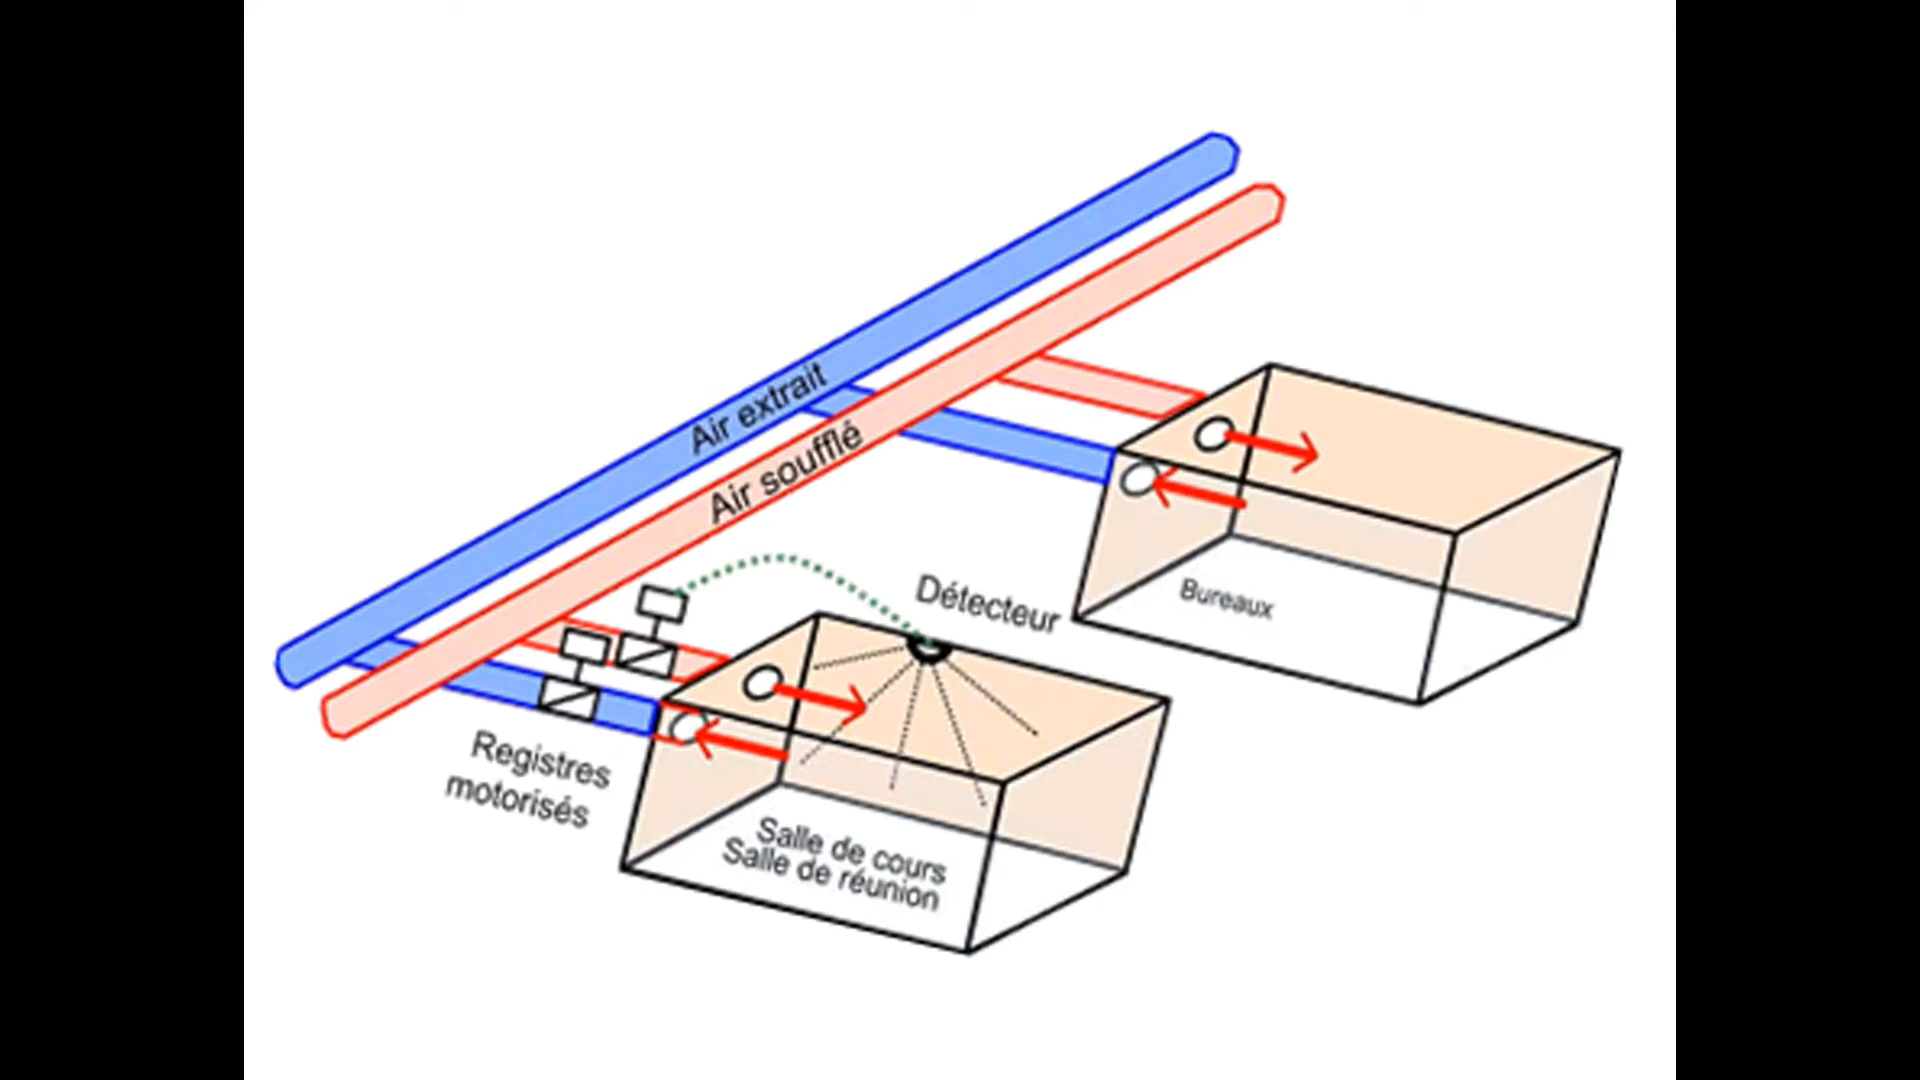 Air extrait
Air soufflé
Détecteur
Bureaux
Registres
motorisés
Salle de cours
Salle de réunion